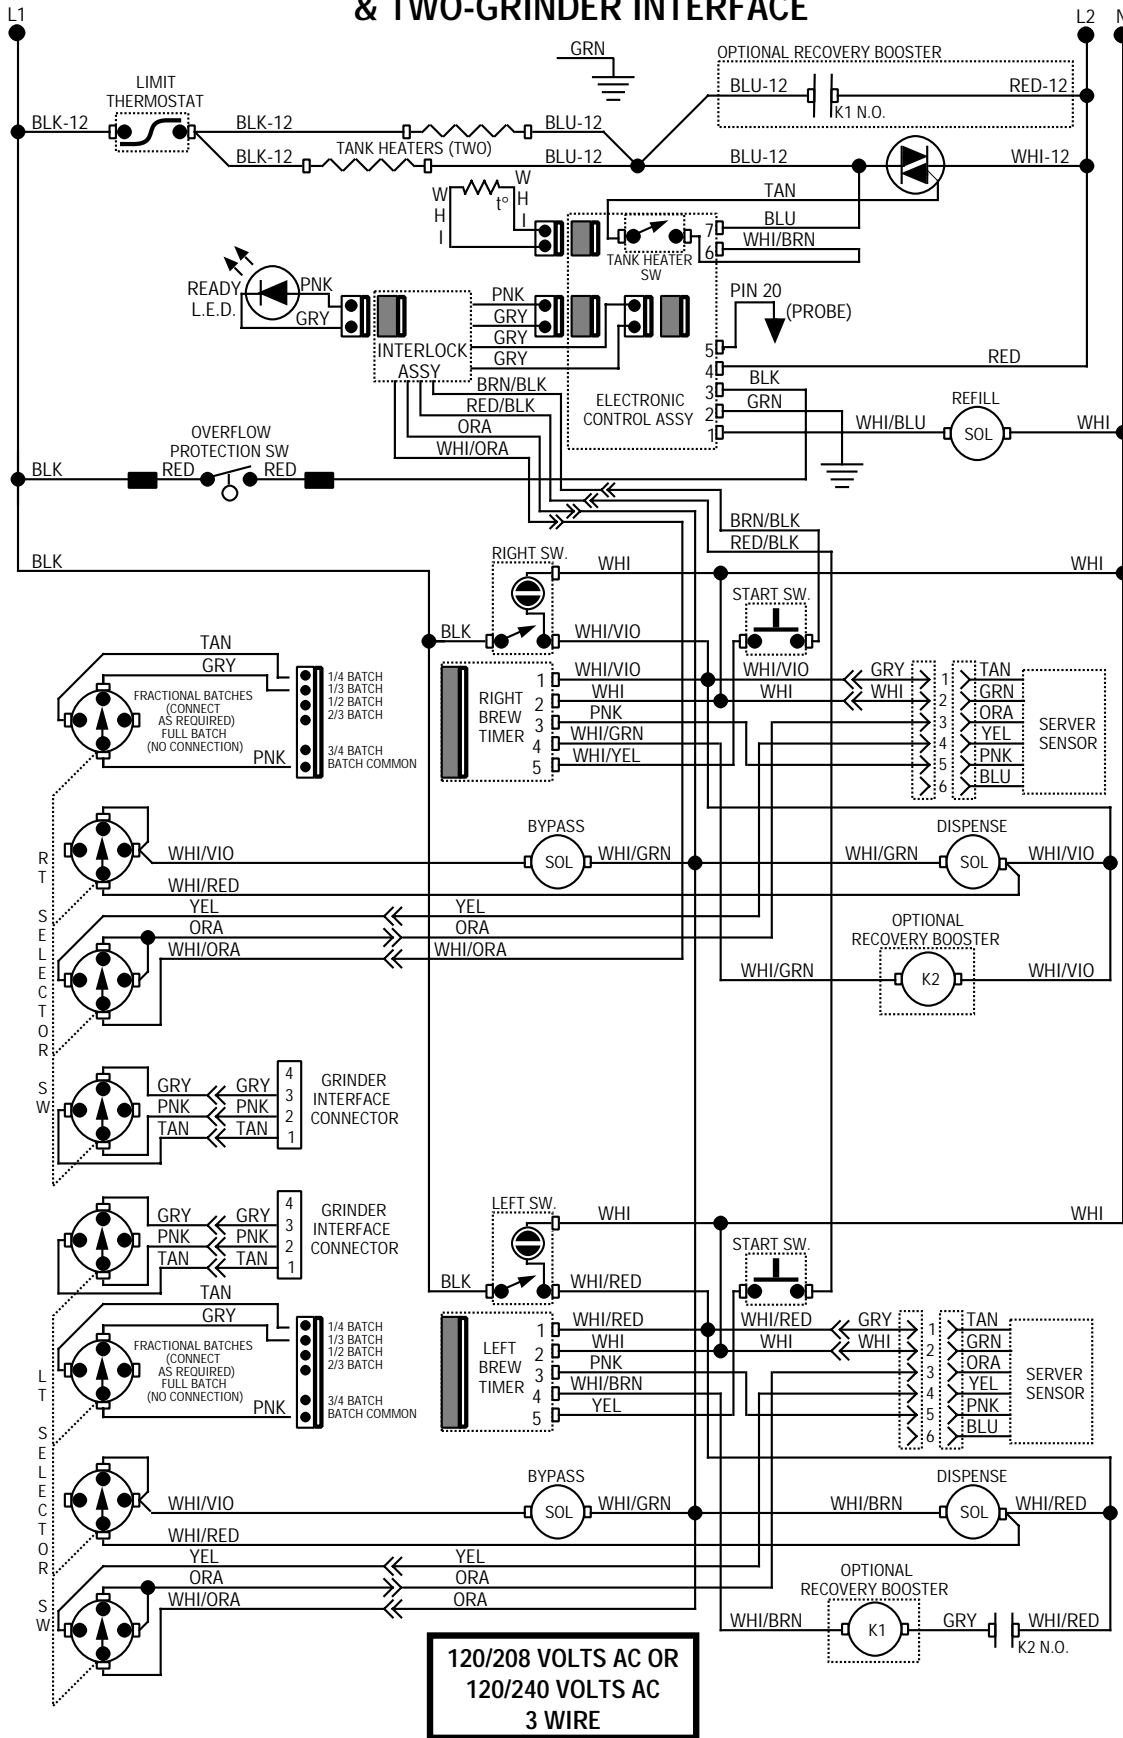 & TWO-GRINDER INTERFACE
L1
L2
N
GRN
OPTIONAL RECOVERY BOOSTER
BLU-12
RED-12
K1 N.O.
LIMIT
THERMOSTAT
BLK-12
BLK-12
BLU-12
TANK HEATERS (TWO)
BLK-12
BLU-12
BLU-12
WHI-12
W
H
I
t°
W
H
I
TAN
7
BLU
6
WHI/BRN
TANK HEATER
SW
READY
L.E.D.
PNK
GRY
PNK
GRY
GRY
GRY
INTERLOCK
ASSY
PIN 20
(PROBE)
5
4
RED
3
BLK
2
GRN
1
ELECTRONIC
CONTROL ASSY
WHI/BLU
REFILL
SOL
WHI
BRN/BLK
RED/BLK
ORA
WHI/ORA
OVERFLOW
PROTECTION SW
BLK
RED
RED
BRN/BLK
RED/BLK
BLK
RIGHT SW.
WHI
WHI
START SW.
BLK
WHI/VIO
TAN
GRY
FRACTIONAL BATCHES
(CONNECT
AS REQUIRED)
FULL BATCH
(NO CONNECTION)
PNK
1/4 BATCH
1/3 BATCH
1/2 BATCH
2/3 BATCH
3/4 BATCH
BATCH COMMON
RIGHT
BREW
TIMER
1
2
3
4
5
WHI/VIO
WHI
PNK
WHI/GRN
WHI/YEL
WHI/VIO
WHI
GRY
WHI
1
2
3
4
5
6
TAN
GRN
ORA
YEL
PNK
BLU
SERVER
SENSOR
RT SELECTOR SW
WHI/VIO
BYPASS
SOL
WHI/GRN
WHI/GRN
DISPENSE
SOL
WHI/VIO
WHI/RED
YEL
YEL
ORA
ORA
WHI/ORA
WHI/ORA
OPTIONAL
RECOVERY BOOSTER
WHI/GRN
K2
WHI/VIO
GRY
GRY
PNK
PNK
TAN
TAN
4
3
2
1
GRINDER
INTERFACE
CONNECTOR
GRY
GRY
PNK
PNK
TAN
TAN
4
3
2
1
GRINDER
INTERFACE
CONNECTOR
LEFT SW.
WHI
WHI
START SW.
BLK
WHI/RED
TAN
GRY
FRACTIONAL BATCHES
(CONNECT
AS REQUIRED)
FULL BATCH
(NO CONNECTION)
PNK
1/4 BATCH
1/3 BATCH
1/2 BATCH
2/3 BATCH
3/4 BATCH
BATCH COMMON
LEFT
BREW
TIMER
1
2
3
4
5
WHI/RED
WHI
PNK
WHI/BRN
YEL
WHI/RED
WHI
GRY
WHI
1
2
3
4
5
6
TAN
GRN
ORA
YEL
PNK
BLU
SERVER
SENSOR
LT SELECTOR SW
WHI/VIO
BYPASS
SOL
WHI/GRN
WHI/BRN
DISPENSE
SOL
WHI/RED
WHI/RED
YEL
YEL
ORA
ORA
WHI/ORA
ORA
OPTIONAL
RECOVERY BOOSTER
WHI/BRN
K1
GRY
WHI/RED
K2 N.O.
120/208 VOLTS AC OR
120/240 VOLTS AC
3 WIRE